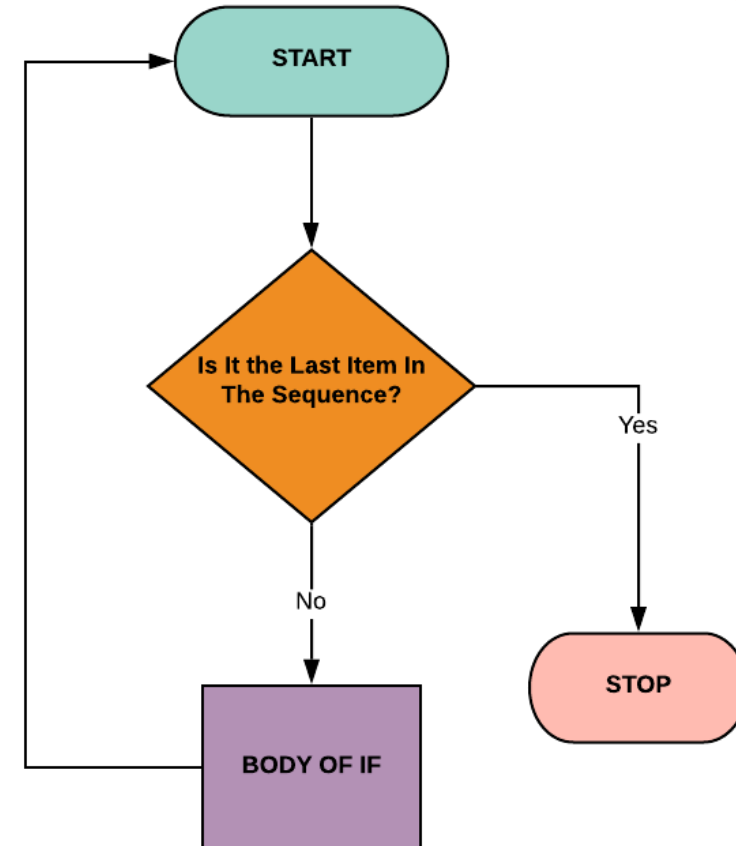 START
Is It the Last Item In
The Sequence?
Yes
No
STOP
BODY OF IF